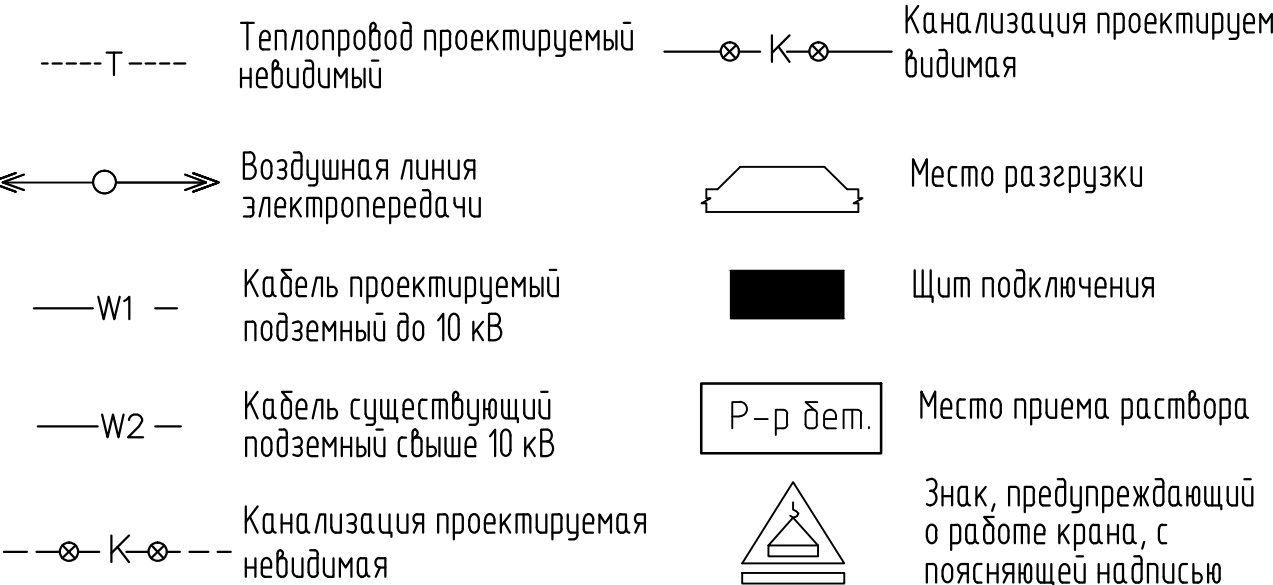 Т
Теплопровод проектируемый
невидимый
Воздушная линия
электропередачи
W1
Кабель проектируемый
подземный до 10 кВ
W2
Кабель существующий
подземный свыше 10 кВ
К
Канализация проектируемая
невидимая
К
Канализация проектируем
видимая
Место разгрузки
Щит подключения
Р-р бет.
Место приема раствора
Знак, предупреждающий
о работе крана, с
поясняющей надписью